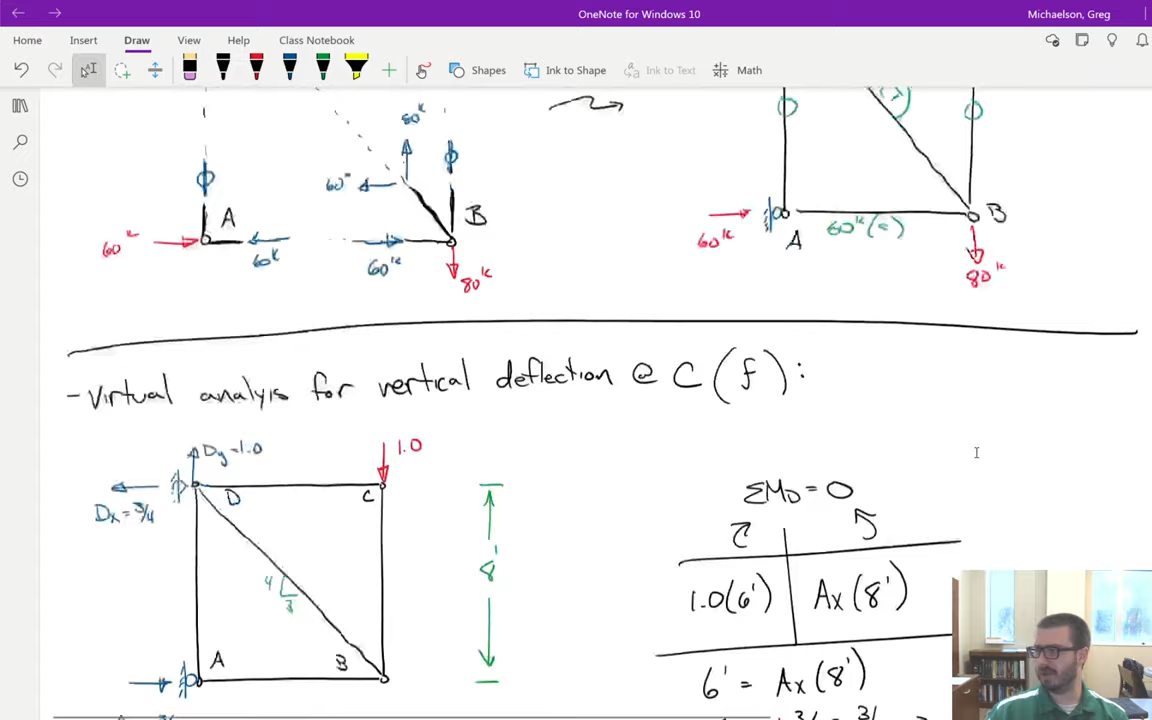 OneNote for Windows 10
Michaelson, Greg
Home Insert Draw View Help Class Notebook
Shapes Ink to Shape Ink to Text Math
80k
60k
A
B
60k
60k
60k
80k
60k
A
60k(c)
B
80k
-Virtual analyis for vertical deflection @ C (f):
Dy=1.0
1.0
Dx = 3/4
D
C
4
3
8'
A
B
ΣMD = 0
1.0(6')
Ax(8')
6' = Ax(8')